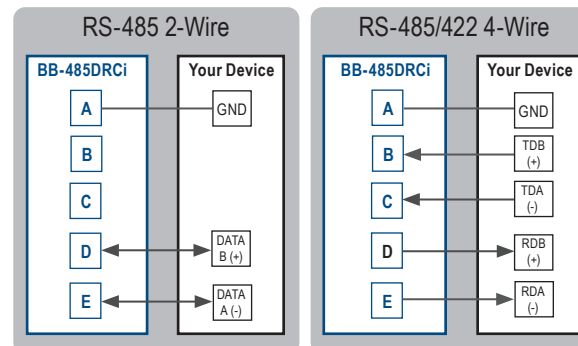 RS-485 2-Wire
BB-485DRCi
Your Device
A
GND
B
C
D
DATA
B (+)
E
DATA
A (-)
RS-485/422 4-Wire
BB-485DRCi
Your Device
A
GND
B
TDB
(+)
C
TDA
(-)
D
RDB
(+)
E
RDA
(-)